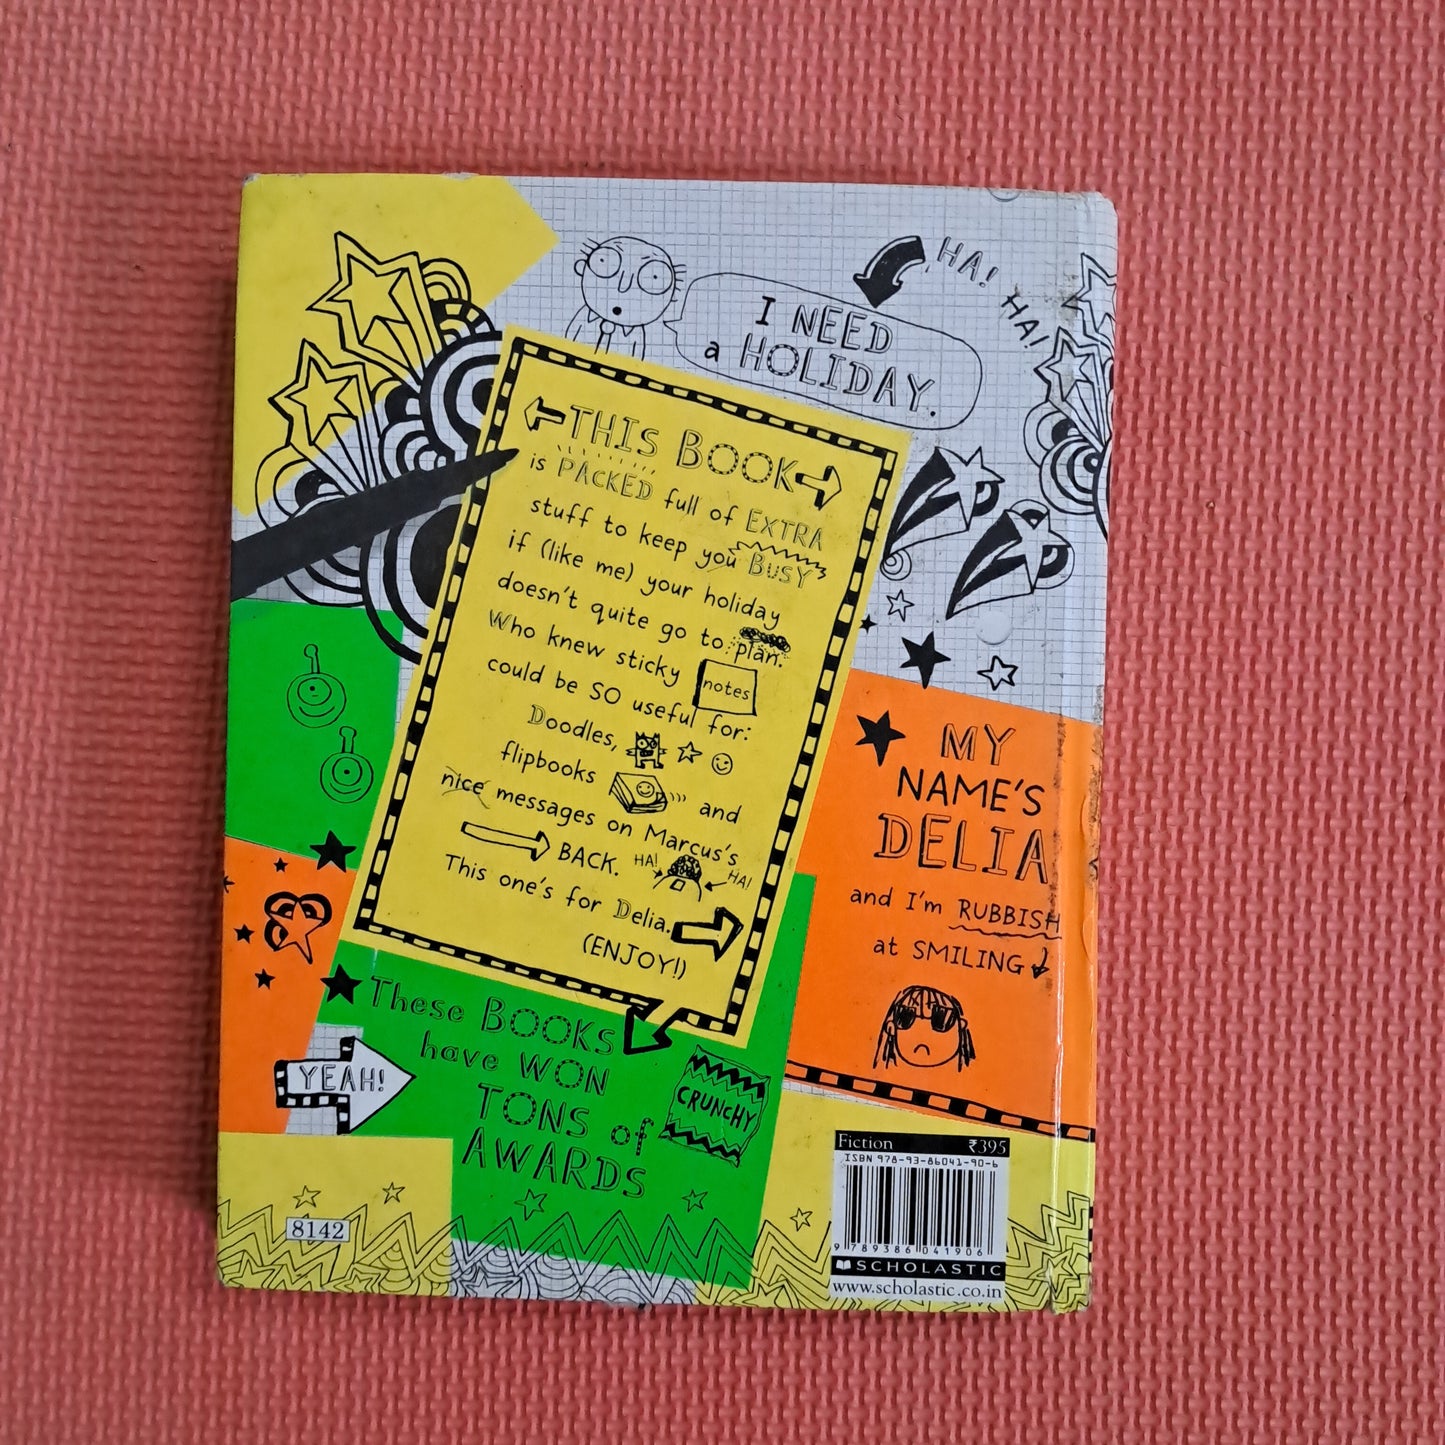 I NEED
a HOLIDAY.
HA!
HA!
THIS BOOK
is PACKED full of EXTRA
stuff to keep you BUSY
if (like me) your holiday
doesn't quite go to plan.
Who knew sticky notes
could be SO useful for:
Doodles,
flipbooks and
nice messages on Marcus's
BACK.
HA!
HA!
This one's for Delia.
(ENJOY!)
MY
NAME'S
DELIA
and I'm RUBBISH
at SMILING
These BOOKS
have WON
TONS of
AWARDS
YEAH!
CRUNCHY
8142
Fiction ₹395
ISBN 978-93-86041-90-6
9 789386 041906
SCHOLASTIC
www.scholastic.co.in